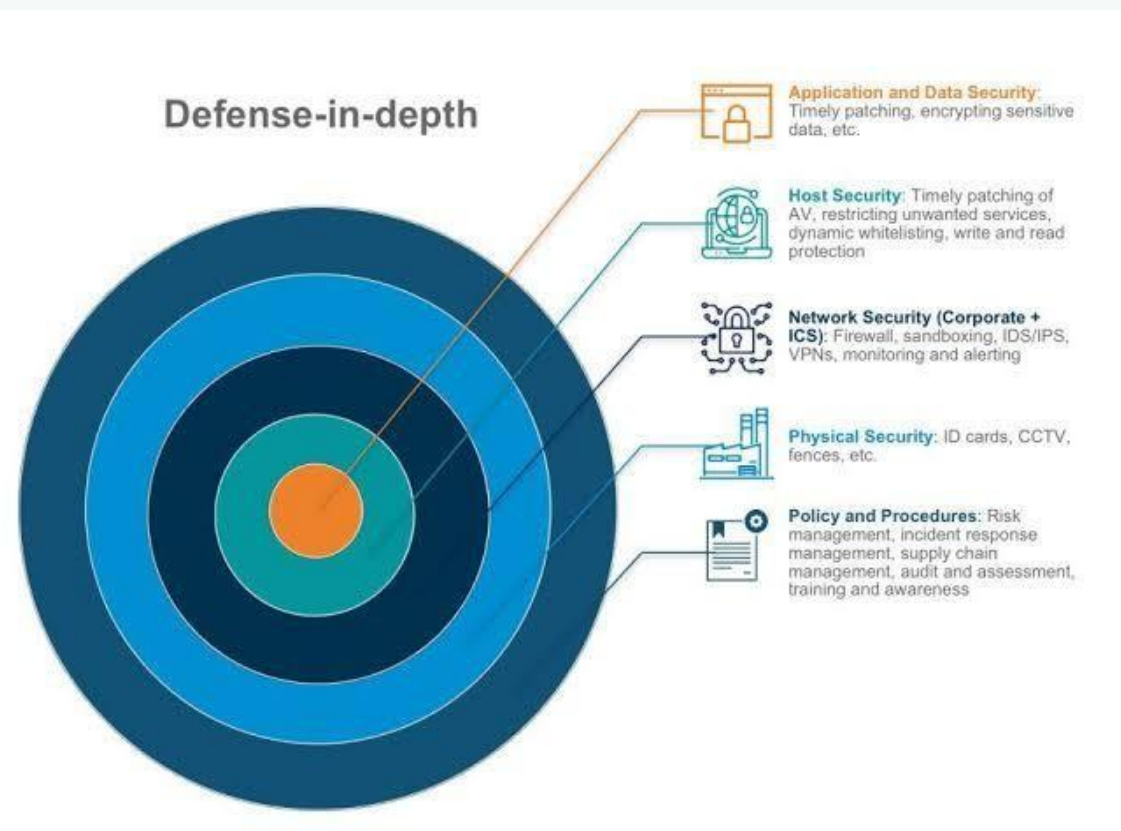 Defense-in-depth
Application and Data Security:
Timely patching, encrypting sensitive
data, etc.
Host Security: Timely patching of
AV, restricting unwanted services,
dynamic whitelisting, write and read
protection
Network Security (Corporate +
ICS): Firewall, sandboxing, IDS/IPS,
VPNs, monitoring and alerting
Physical Security: ID cards, CCTV,
fences, etc.
Policy and Procedures: Risk
management, incident response
management, supply chain
management, audit and assessment,
training and awareness